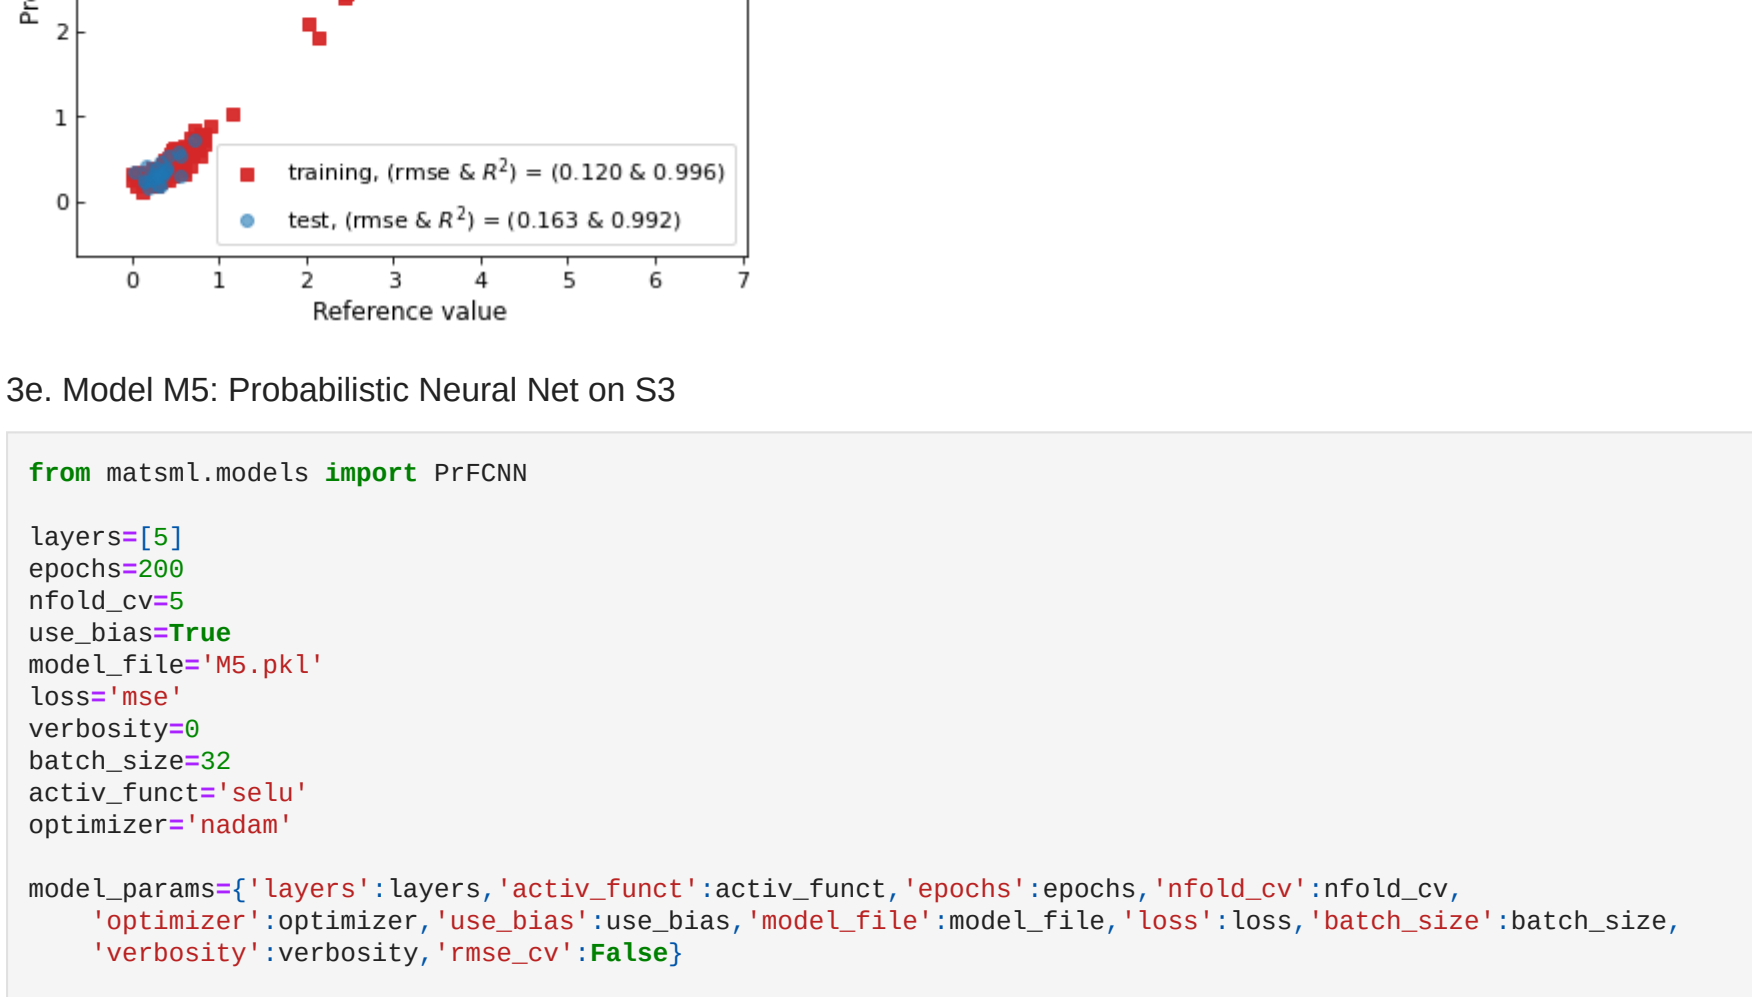 Pr
2
1
0
training, (rmse & R²) = (0.120 & 0.996)
test, (rmse & R²) = (0.163 & 0.992)
0 1 2 3 4 5 6 7
Reference value
3e. Model M5: Probabilistic Neural Net on S3
from matsml.models import PrFCNN
layers=[5]
epochs=200
nfold_cv=5
use_bias=True
model_file='M5.pkl'
loss='mse'
verbosity=0
batch_size=32
activ_funct='selu'
optimizer='nadam'
model_params={'layers':layers,'activ_funct':activ_funct,'epochs':epochs,'nfold_cv':nfold_cv,
    'optimizer':optimizer,'use_bias':use_bias,'model_file':model_file,'loss':loss,'batch_size':batch_size,
    'verbosity':verbosity,'rmse_cv':False}